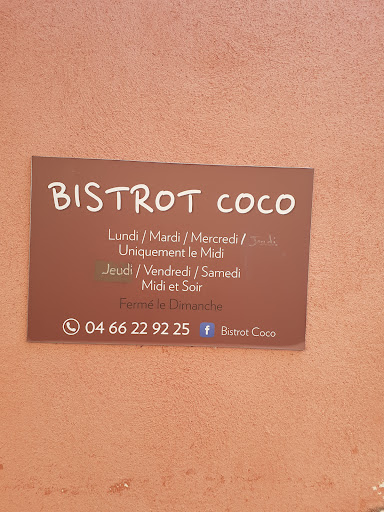 BISTROT COCO
Lundi / Mardi / Mercredi / Jeudi
Uniquement le Midi
Jeudi / Vendredi / Samedi
Midi et Soir
Fermé le Dimanche
04 66 22 92 25 f Bistrot Coco